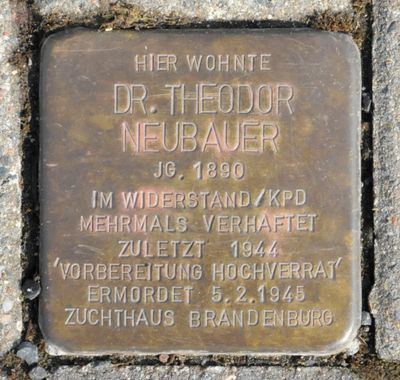 HIER WOHNTE
DR. THEODOR
NEUBAUER
JG. 1890
IM WIDERSTAND/KPD
MEHRMALS VERHAFTET
ZULETZT 1944
'VORBEREITUNG HOCHVERRAT'
ERMORDET 5.2.1945
ZUCHTHAUS BRANDENBURG